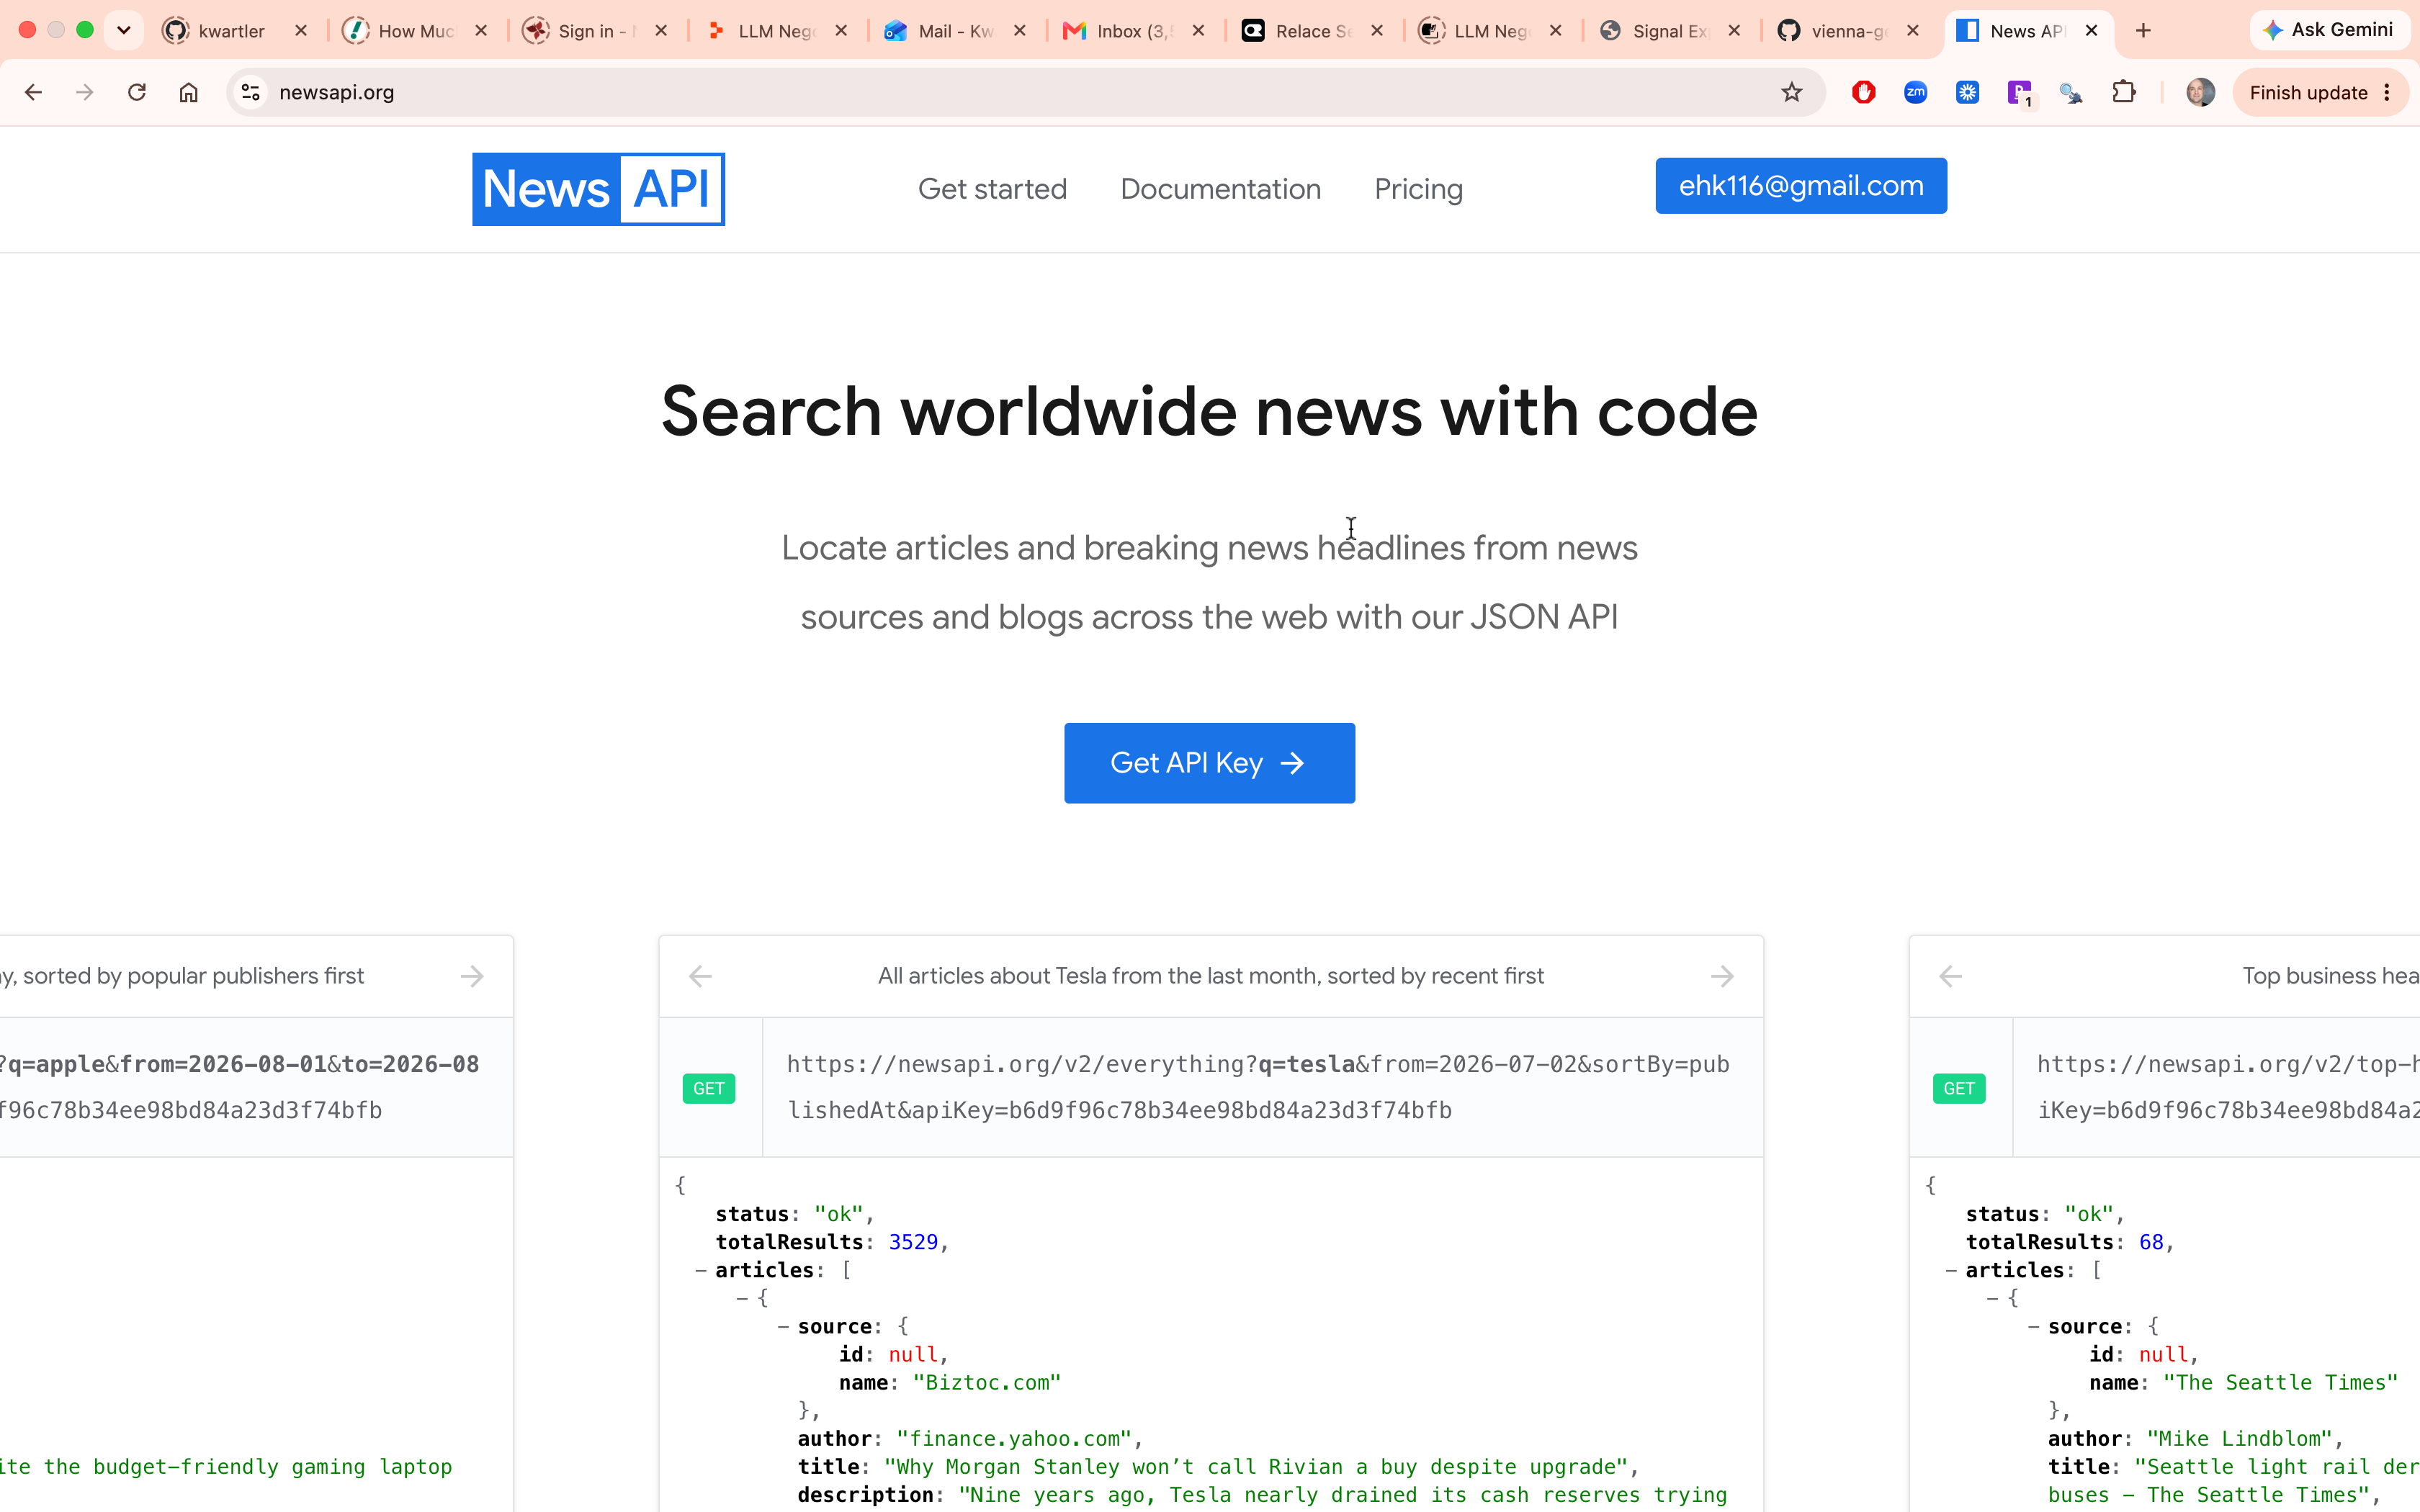 kwartler
How Muc
Sign in -
LLM Neg
Mail - Kw
Inbox (3,
Relace Se
LLM Neg
Signal Ex
vienna-g
News AP
Ask Gemini
newsapi.org
zm
1
Finish update
News API
Get started
Documentation
Pricing
ehk116@gmail.com
Search worldwide news with code
Locate articles and breaking news headlines from news
sources and blogs across the web with our JSON API
Get API Key →
y, sorted by popular publishers first
?q=apple&from=2026-08-01&to=2026-08
f96c78b34ee98bd84a23d3f74bfb
ite the budget-friendly gaming laptop
All articles about Tesla from the last month, sorted by recent first
GET
https://newsapi.org/v2/everything?q=tesla&from=2026-07-02&sortBy=pub
lishedAt&apiKey=b6d9f96c78b34ee98bd84a23d3f74bfb
{
status: "ok",
totalResults: 3529,
– articles: [
– {
– source: {
id: null,
name: "Biztoc.com"
},
author: "finance.yahoo.com",
title: "Why Morgan Stanley won’t call Rivian a buy despite upgrade",
description: "Nine years ago, Tesla nearly drained its cash reserves trying
Top business hea
GET
https://newsapi.org/v2/top-h
iKey=b6d9f96c78b34ee98bd84a2
{
status: "ok",
totalResults: 68,
– articles: [
– {
– source: {
id: null,
name: "The Seattle Times"
},
author: "Mike Lindblom",
title: "Seattle light rail der
buses – The Seattle Times",